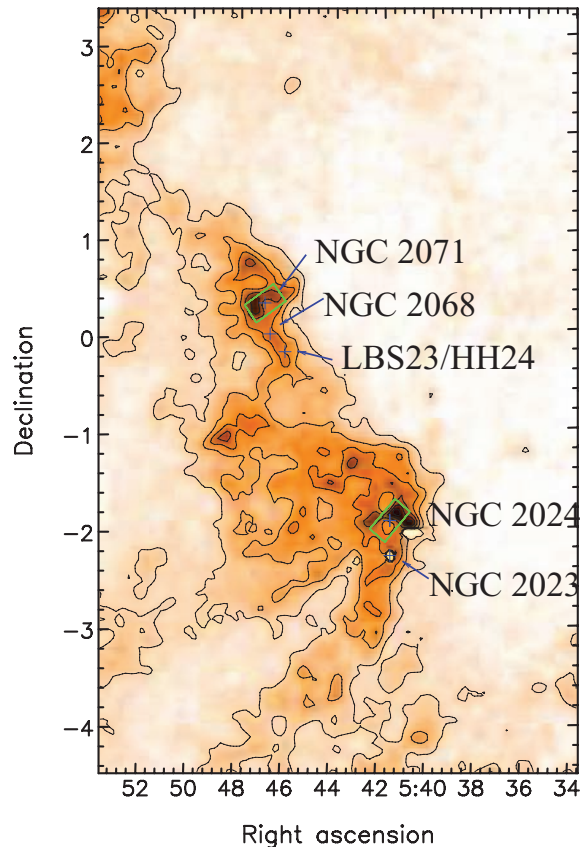 3
2
1
0
−1
−2
−3
−4
Declination
NGC 2071
NGC 2068
LBS23/HH24
NGC 2024
NGC 2023
52 50 48 46 44 42 5:40 36 34
Right ascension